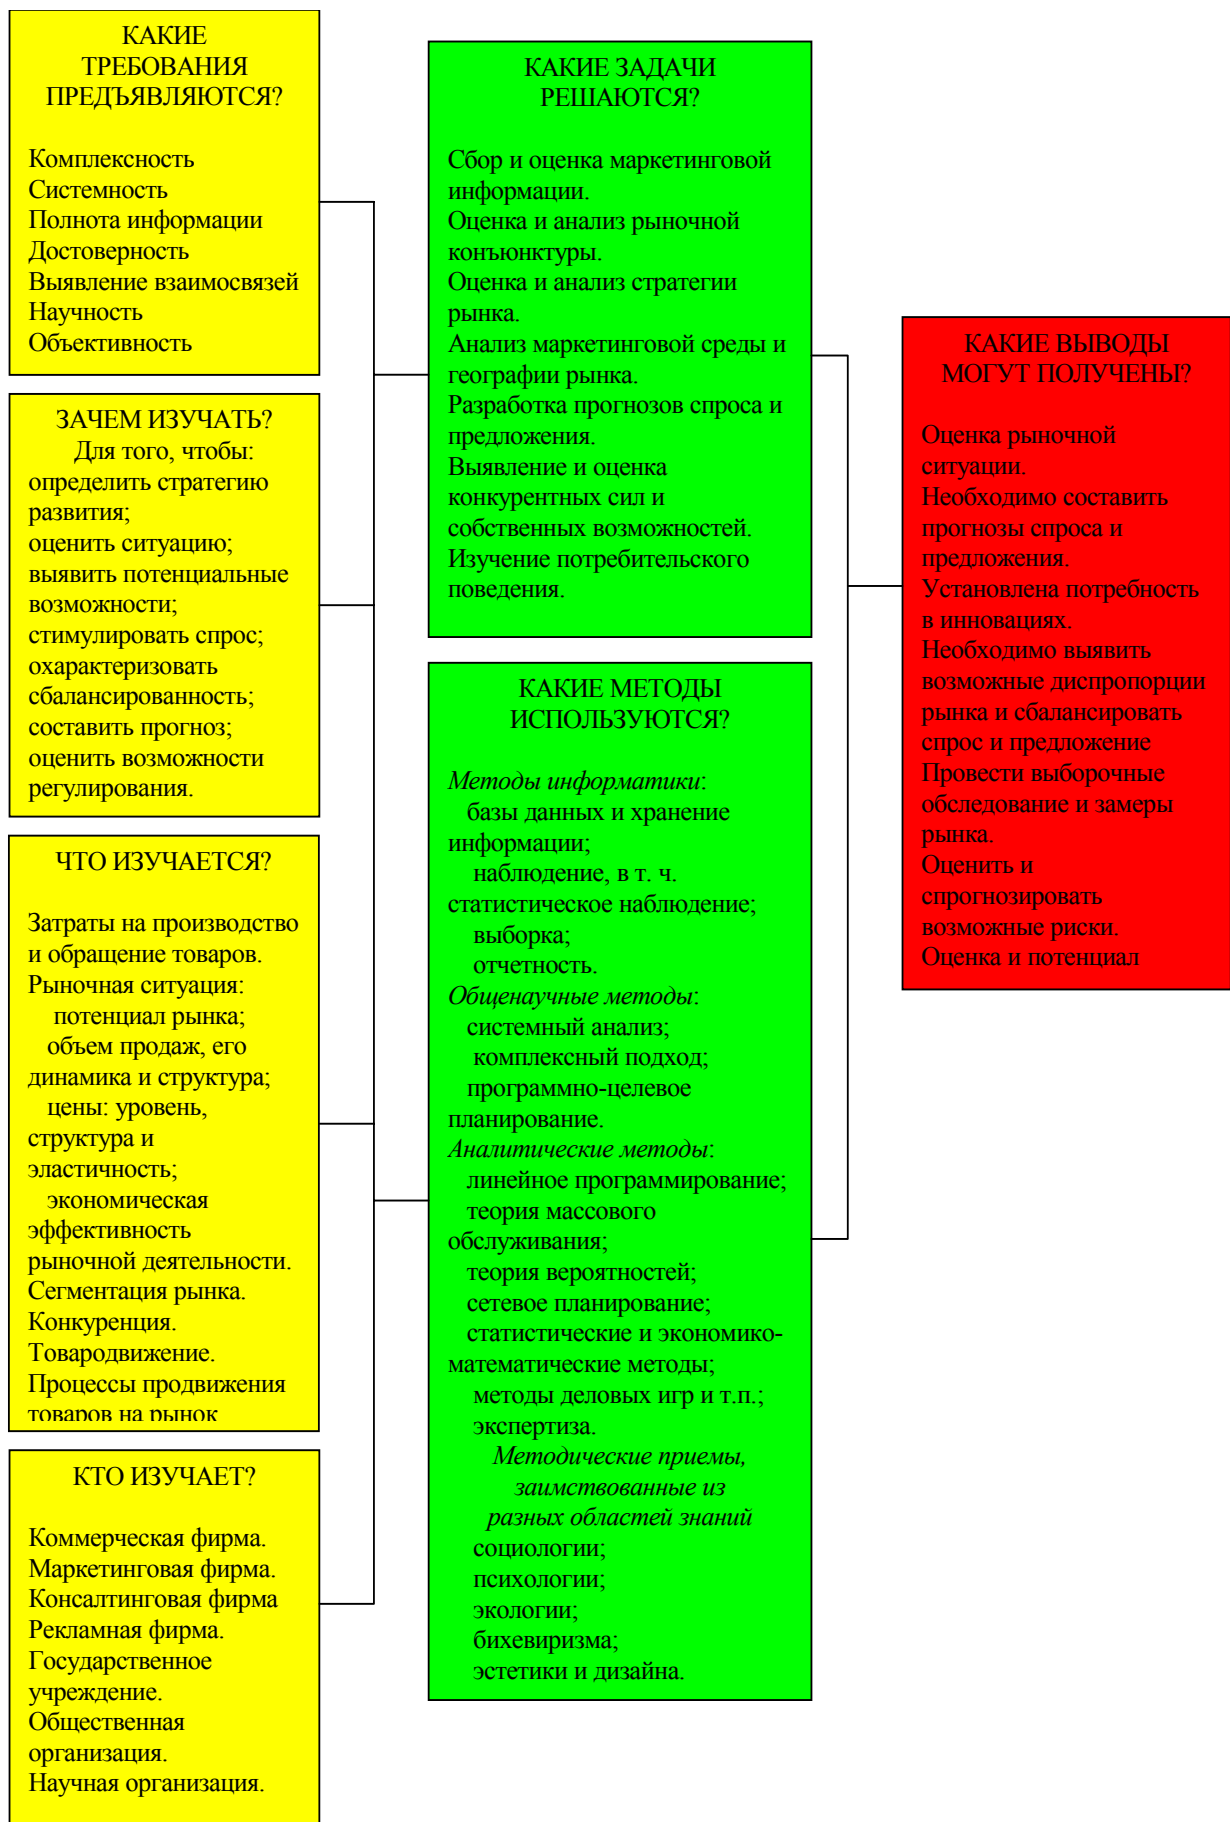 КАКИЕ
ТРЕБОВАНИЯ
ПРЕДЪЯВЛЯЮТСЯ?
Комплексность
Системность
Полнота информации
Достоверность
Выявление взаимосвязей
Научность
Объективность
ЗАЧЕМ ИЗУЧАТЬ?
Для того, чтобы:
определить стратегию
развития;
оценить ситуацию;
выявить потенциальные
возможности;
стимулировать спрос;
охарактеризовать
сбалансированность;
составить прогноз;
оценить возможности
регулирования.
ЧТО ИЗУЧАЕТСЯ?
Затраты на производство
и обращение товаров.
Рыночная ситуация:
потенциал рынка;
объем продаж, его
динамика и структура;
цены: уровень,
структура и
эластичность;
экономическая
эффективность
рыночной деятельности.
Сегментация рынка.
Конкуренция.
Товародвижение.
Процессы продвижения
товаров на рынок
КТО ИЗУЧАЕТ?
Коммерческая фирма.
Маркетинговая фирма.
Консалтинговая фирма
Рекламная фирма.
Государственное
учреждение.
Общественная
организация.
Научная организация.
КАКИЕ ЗАДАЧИ
РЕШАЮТСЯ?
Сбор и оценка маркетинговой
информации.
Оценка и анализ рыночной
конъюнктуры.
Оценка и анализ стратегии
рынка.
Анализ маркетинговой среды и
географии рынка.
Разработка прогнозов спроса и
предложения.
Выявление и оценка
конкурентных сил и
собственных возможностей.
Изучение потребительского
поведения.
КАКИЕ МЕТОДЫ
ИСПОЛЬЗУЮТСЯ?
Методы информатики:
базы данных и хранение
информации;
наблюдение, в т. ч.
статистическое наблюдение;
выборка;
отчетность.
Общенаучные методы:
системный анализ;
комплексный подход;
программно-целевое
планирование.
Аналитические методы:
линейное программирование;
теория массового
обслуживания;
теория вероятностей;
сетевое планирование;
статистические и экономико-
математические методы;
методы деловых игр и т.п.;
экспертиза.
Методические приемы,
заимствованные из
разных областей знаний
социологии;
психологии;
экологии;
бихевиризма;
эстетики и дизайна.
КАКИЕ ВЫВОДЫ
МОГУТ ПОЛУЧЕНЫ?
Оценка рыночной
ситуации.
Необходимо составить
прогнозы спроса и
предложения.
Установлена потребность
в инновациях.
Необходимо выявить
возможные диспропорции
рынка и сбалансировать
спрос и предложение
Провести выборочные
обследование и замеры
рынка.
Оценить и
спрогнозировать
возможные риски.
Оценка и потенциал